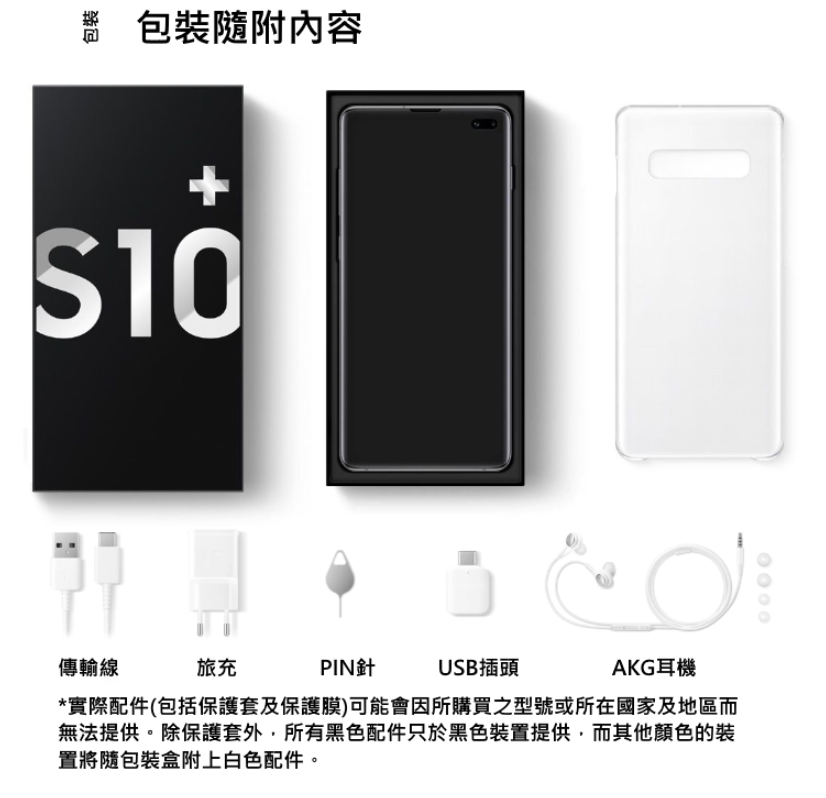 包裝
包裝隨附內容
S10+
傳輸線
旅充
PIN針
USB插頭
AKG耳機
*實際配件(包括保護套及保護膜)可能會因所購買之型號或所在國家及地區而
無法提供。除保護套外，所有黑色配件只於黑色裝置提供，而其他顏色的裝
置將隨包裝盒附上白色配件。